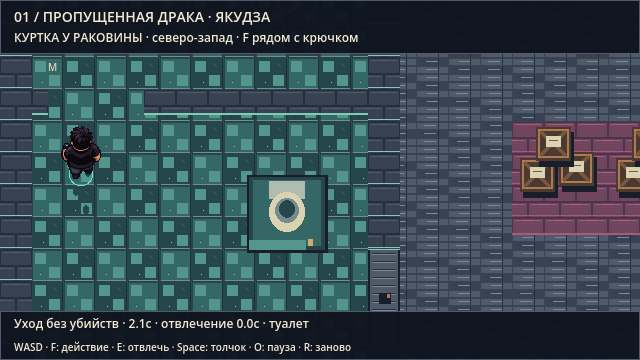 01 / ПРОПУЩЕННАЯ ДРАКА · ЯКУДЗА
КУРТКА У РАКОВИНЫ · северо-запад · F рядом с крючком
М
Уход без убийств · 2.1с · отвлечение 0.0с · туалет
WASD · F: действие · E: отвлечь · Space: толчок · O: пауза · R: заново